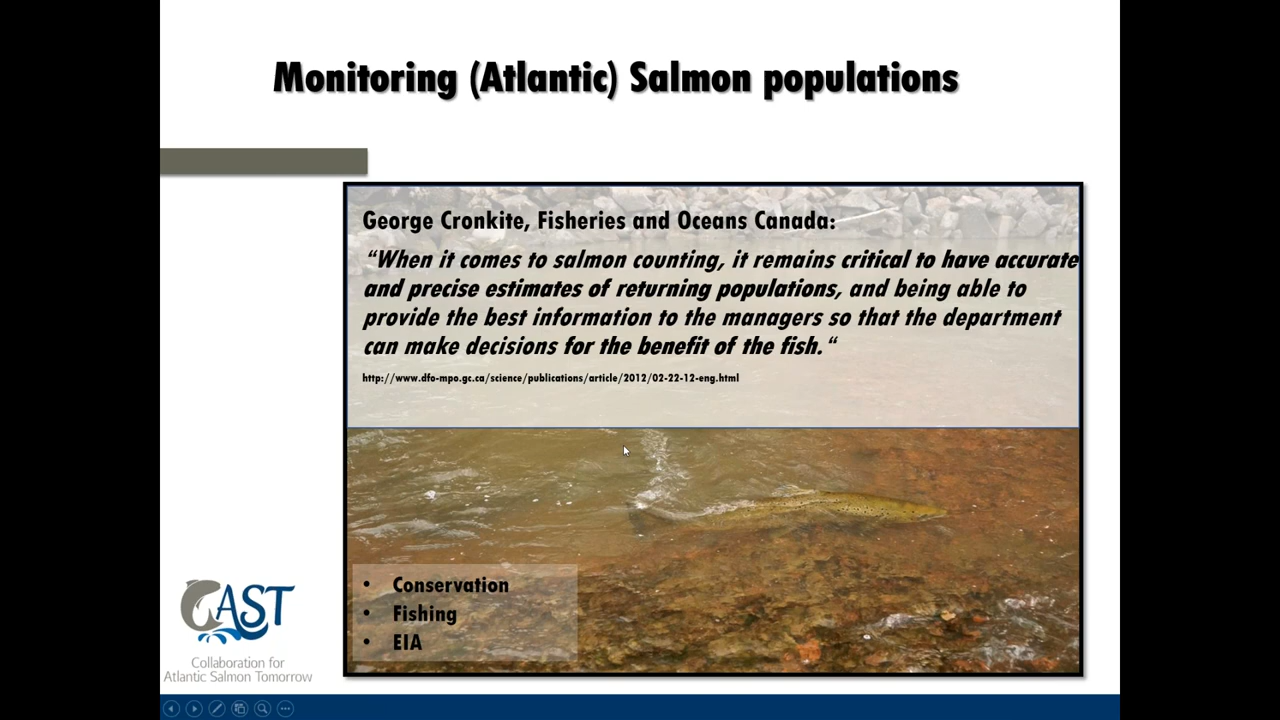 Monitoring (Atlantic) Salmon populations
George Cronkite, Fisheries and Oceans Canada:
“When it comes to salmon counting, it remains critical to have accurate
and precise estimates of returning populations, and being able to
provide the best information to the managers so that the department
can make decisions for the benefit of the fish.“
http://www.dfo-mpo.gc.ca/science/publications/article/2012/02-22-12-eng.html
• Conservation
• Fishing
• EIA
CAST
Collaboration for
Atlantic Salmon Tomorrow